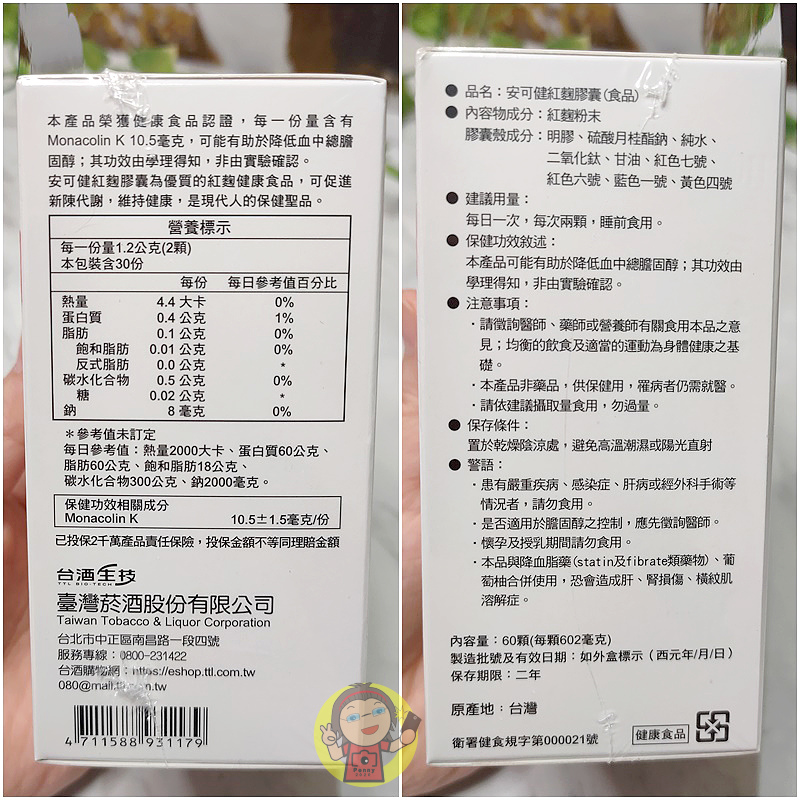 本產品榮獲健康食品認證，每一份量含有
Monacolin K 10.5毫克，可能有助於降低血中總膽
固醇；其功效由學理得知，非由實驗確認。
安可健紅麴膠囊為優質的紅麴健康食品，可促進
新陳代謝，維持健康，是現代人的保健聖品。
營養標示
每一份量1.2公克(2顆)
本包裝含30份
每份 每日參考值百分比
熱量 4.4 大卡 0%
蛋白質 0.4 公克 1%
脂肪 0.1 公克 0%
飽和脂肪 0.01 公克 0%
反式脂肪 0.0 公克 *
碳水化合物 0.5 公克 0%
糖 0.02 公克 *
鈉 8 毫克 0%
＊參考值未訂定
每日參考值：熱量2000大卡、蛋白質60公克、
脂肪60公克、飽和脂肪18公克、
碳水化合物300公克、鈉2000毫克。
保健功效相關成分
Monacolin K 10.5±1.5毫克/份
已投保2千萬產品責任保險，投保金額不等同理賠金額
台酒生技
TTL BIO-TECH
臺灣菸酒股份有限公司
Taiwan Tobacco & Liquor Corporation
台北市中正區南昌路一段四號
服務專線：0800-231422
台酒購物網：https://eshop.ttl.com.tw
080@mail.ttl.com.tw
4 711588 931179
● 品名：安可健紅麴膠囊(食品)
● 內容物成分：紅麴粉末
膠囊殼成分：明膠、硫酸月桂酯鈉、純水、
二氧化鈦、甘油、紅色七號、
紅色六號、藍色一號、黃色四號
● 建議用量：
每日一次，每次兩顆，睡前食用。
● 保健功效敘述：
本產品可能有助於降低血中總膽固醇；其功效由
學理得知，非由實驗確認。
● 注意事項：
・請徵詢醫師、藥師或營養師有關食用本品之意
見；均衡的飲食及適當的運動為身體健康之基
礎。
・本產品非藥品，供保健用，罹病者仍需就醫。
・請依建議攝取量食用，勿過量。
● 保存條件：
置於乾燥陰涼處，避免高溫潮濕或陽光直射
● 警語：
・患有嚴重疾病、感染症、肝病或經外科手術等
情況者，請勿食用。
・是否適用於膽固醇之控制，應先徵詢醫師。
・懷孕及授乳期間請勿食用。
・本品與降血脂藥(statin及fibrate類藥物)、葡
萄柚合併使用，恐會造成肝、腎損傷、橫紋肌
溶解症。
內容量：60顆(每顆602毫克)
製造批號及有效日期：如外盒標示（西元年/月/日）
保存期限：二年
原產地：台灣
衛署健食規字第000021號 健康食品
Penny